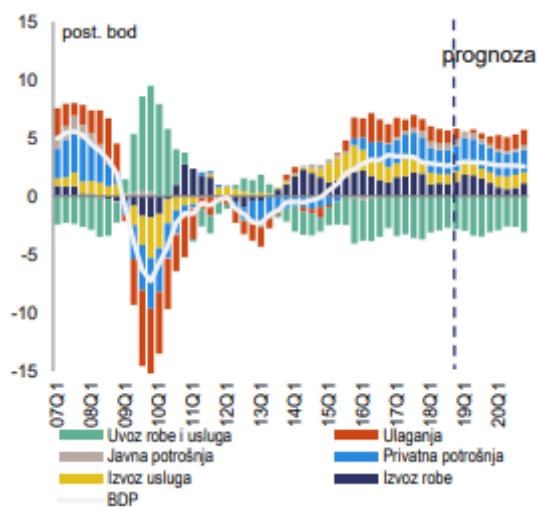 15
post. bod
prognoza
10
5
0
-5
-10
-15
07Q1 08Q1 09Q1 10Q1 11Q1 12Q1 13Q1 14Q1 15Q1 16Q1 17Q1 18Q1 19Q1 20Q1
Uvoz robe i usluga Ulaganja
Javna potrošnja Privatna potrošnja
Izvoz usluga Izvoz robe
BDP